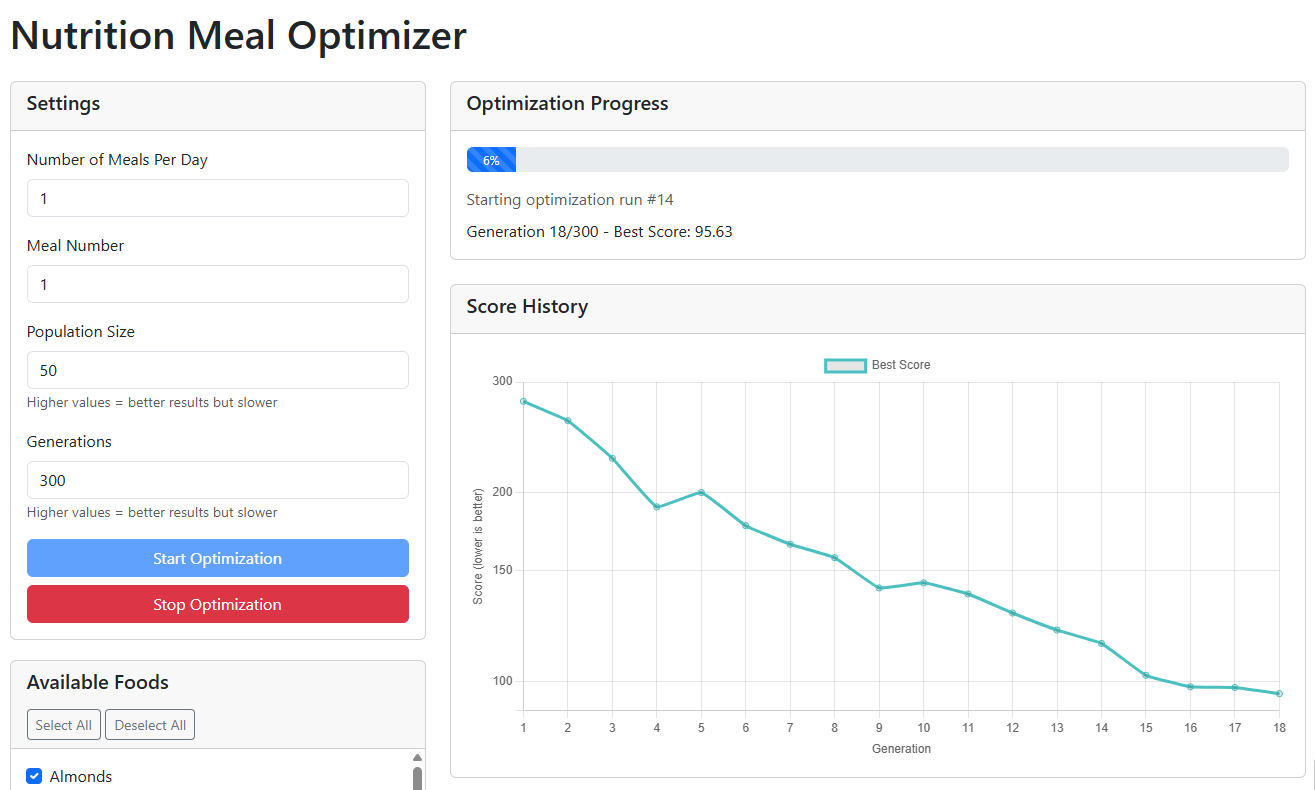 Nutrition Meal Optimizer
Settings
Number of Meals Per Day
1
Meal Number
1
Population Size
50
Higher values = better results but slower
Generations
300
Higher values = better results but slower
Start Optimization
Stop Optimization
Available Foods
Select All
Deselect All
Almonds
Optimization Progress
6%
Starting optimization run #14
Generation 18/300 - Best Score: 95.63
Score History
Best Score
Score (lower is better)
300
200
150
100
1 2 3 4 5 6 7 8 9 10 11 12 13 14 15 16 17 18
Generation